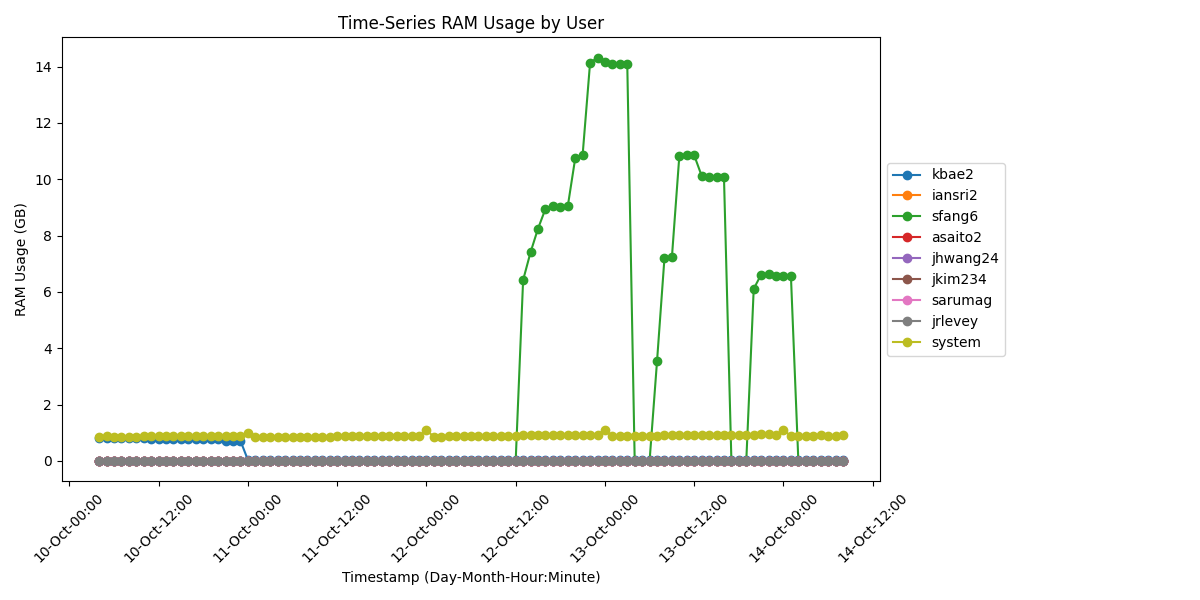 Time-Series RAM Usage by User
RAM Usage (GB)
14
12
10
8
6
4
2
0
10-Oct-00:00
10-Oct-12:00
11-Oct-00:00
11-Oct-12:00
12-Oct-00:00
12-Oct-12:00
13-Oct-00:00
13-Oct-12:00
14-Oct-00:00
14-Oct-12:00
Timestamp (Day-Month-Hour:Minute)
kbae2
iansri2
sfang6
asaito2
jhwang24
jkim234
sarumag
jrlevey
system